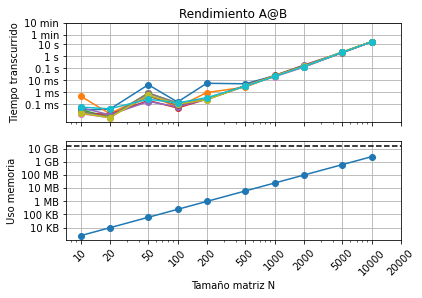 Rendimiento A@B
Tiempo transcurrido
10 min
1 min
10 s
1 s
0.1 s
10 ms
1 ms
0.1 ms
Uso memoria
10 GB
1 GB
100 MB
10 MB
1 MB
100 KB
10 KB
10
20
50
100
200
500
1000
2000
5000
10000
20000
Tamaño matriz N